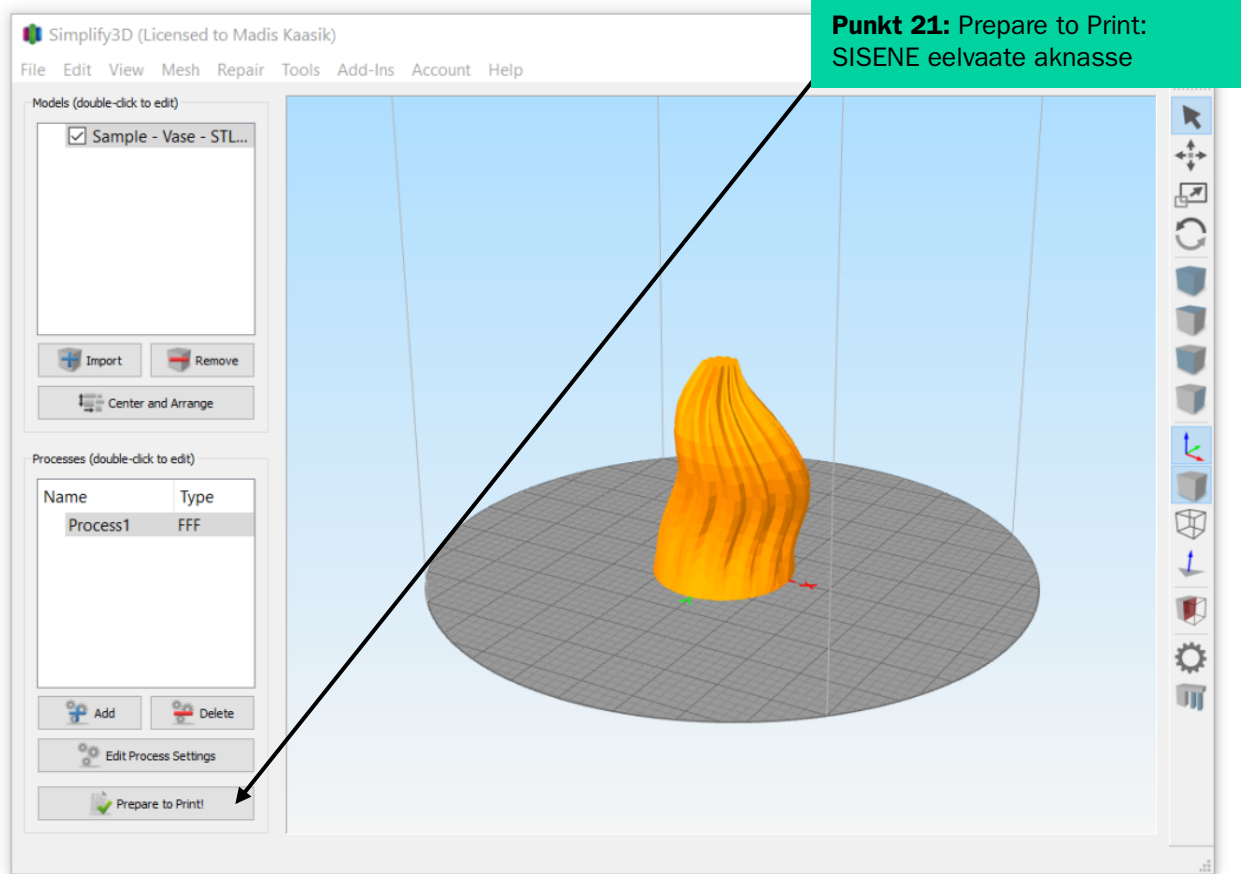 Punkt 21: Prepare to Print:
SISENE eelvaate aknasse
Simplify3D (Licensed to Madis Kaasik)
File Edit View Mesh Repair Tools Add-Ins Account Help
Models (double-click to edit)
Sample - Vase - STL...
Import Remove
Center and Arrange
Processes (double-click to edit)
Name Type
Process1 FFF
Add Delete
Edit Process Settings
Prepare to Print!